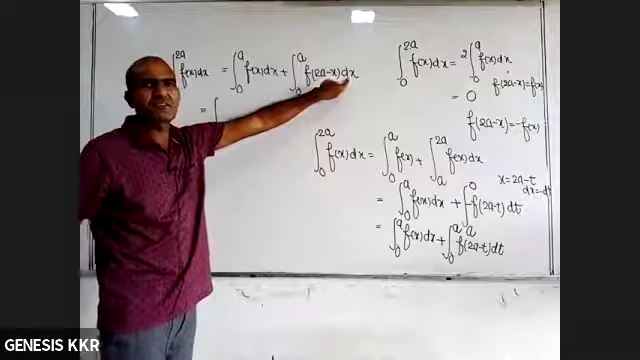 ∫₀^{2a} f(x)dx = ∫₀^a f(x)dx + ∫₀^a f(2a-x)dx
= ∫
∫₀^{2a} f(x)dx = 2∫₀^a f(x)dx, f(2a-x)=f(x)
= 0
f(2a-x)=-f(x)
∫₀^{2a} f(x)dx = ∫₀^a f(x) + ∫_a^{2a} f(x)dx
x=2a-t
dx=-dt
= ∫₀^a f(x)dx + ∫_a^0 -f(2a-t)dt
= ∫₀^a f(x)dx + ∫₀^a f(2a-t)dt
GENESIS KKR